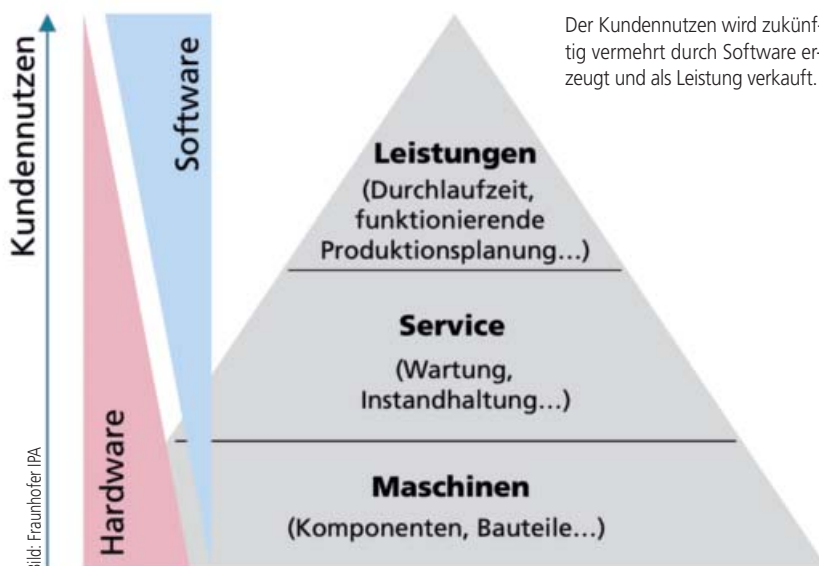 Der Kundennutzen wird zukünf-
tig vermehrt durch Software er-
zeugt und als Leistung verkauft.
Kundennutzen
Software
Hardware
Leistungen
(Durchlaufzeit,
funktionierende
Produktionsplanung...)
Service
(Wartung,
Instandhaltung...)
Maschinen
(Komponenten, Bauteile...)
Bild: Fraunhofer IPA